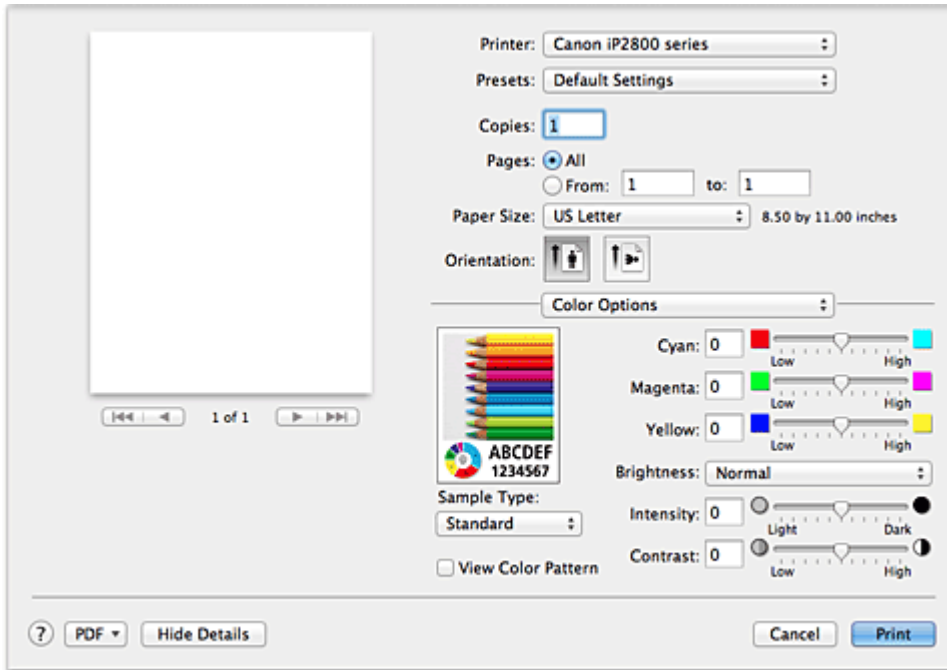 Printer: Canon iP2800 series
Presets: Default Settings
Copies: 1
Pages: All
From: 1 to: 1
Paper Size: US Letter 8.50 by 11.00 inches
Orientation:
Color Options
1 of 1
ABCDEF
1234567
Sample Type:
Standard
View Color Pattern
Cyan: 0
Low High
Magenta: 0
Low High
Yellow: 0
Low High
Brightness: Normal
Intensity: 0
Light Dark
Contrast: 0
Low High
? PDF Hide Details Cancel Print